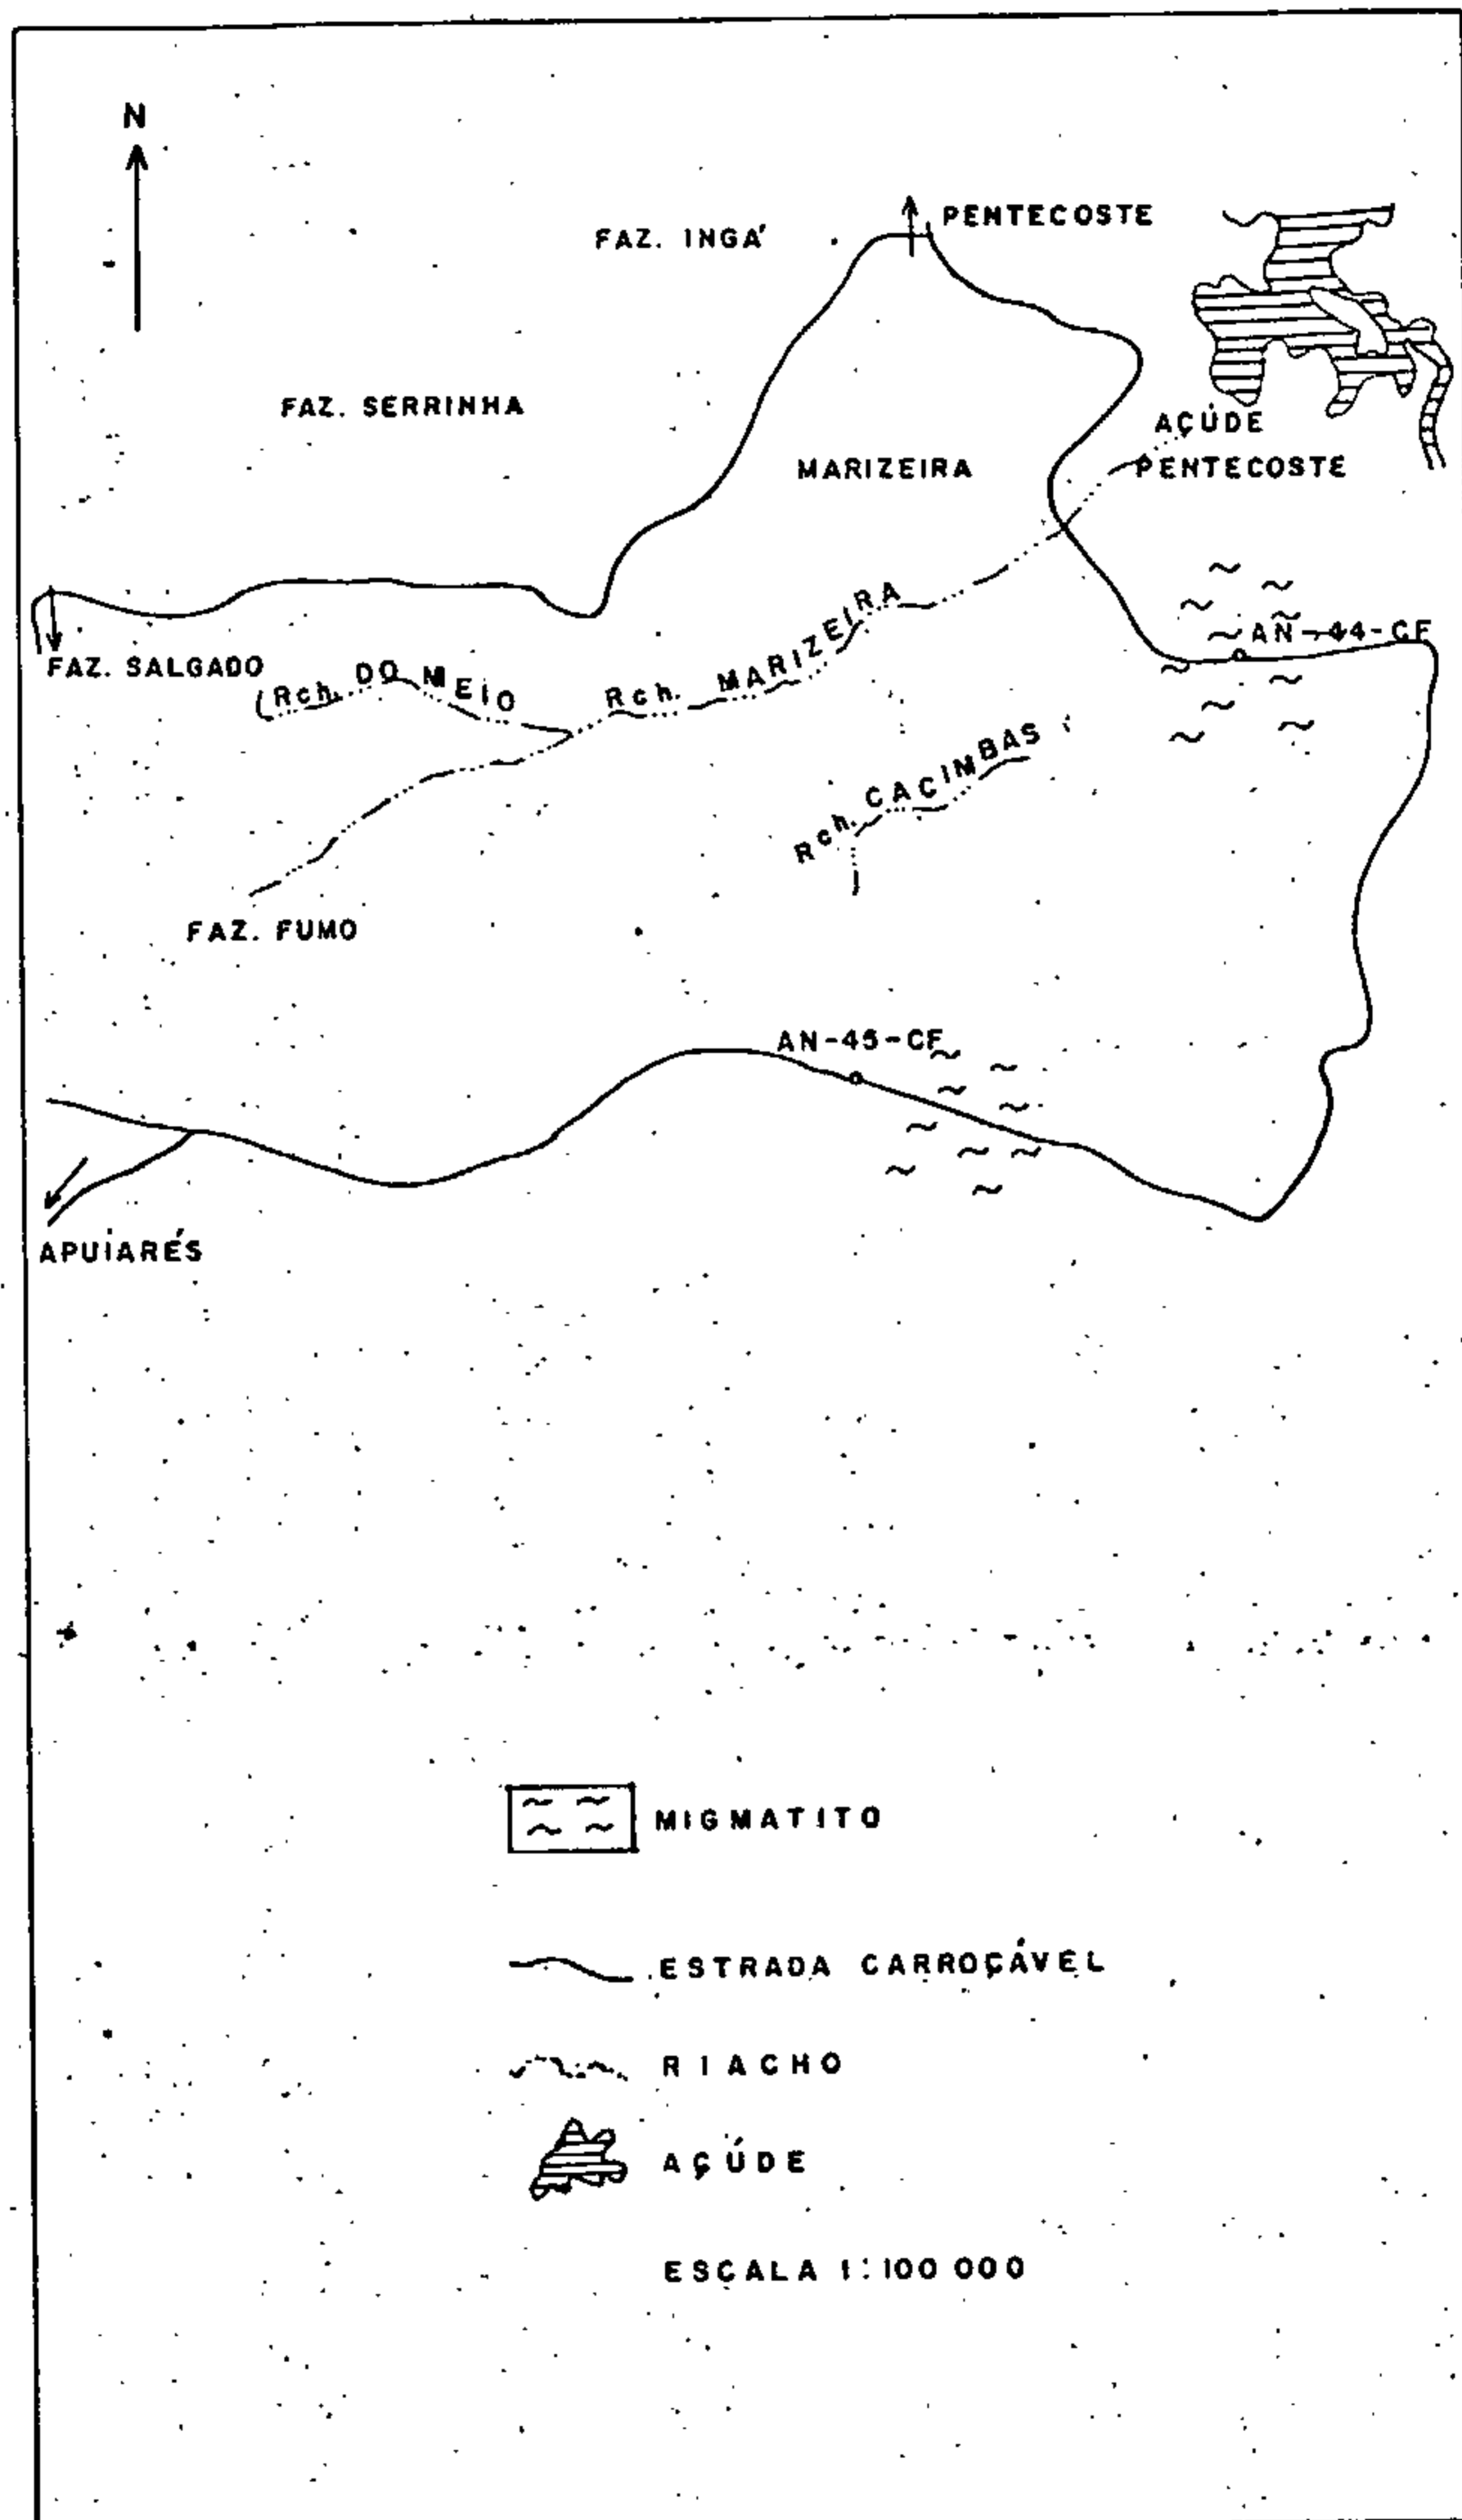 N
PENTECOSTE
FAZ. INGÁ
FAZ. SERRINHA
AÇÚDE
PENTECOSTE
MARIZEIRA
AN-44-CF
FAZ. SALGADO
Rch. DO MEIO
Rch. MARIZEIRA
Rch. CACIMBAS
FAZ. FUMO
AN-45-CF
APUIARÉS
MIGMATITO
ESTRADA CARROÇÁVEL
RIACHO
AÇÚDE
ESCALA 1:100 000